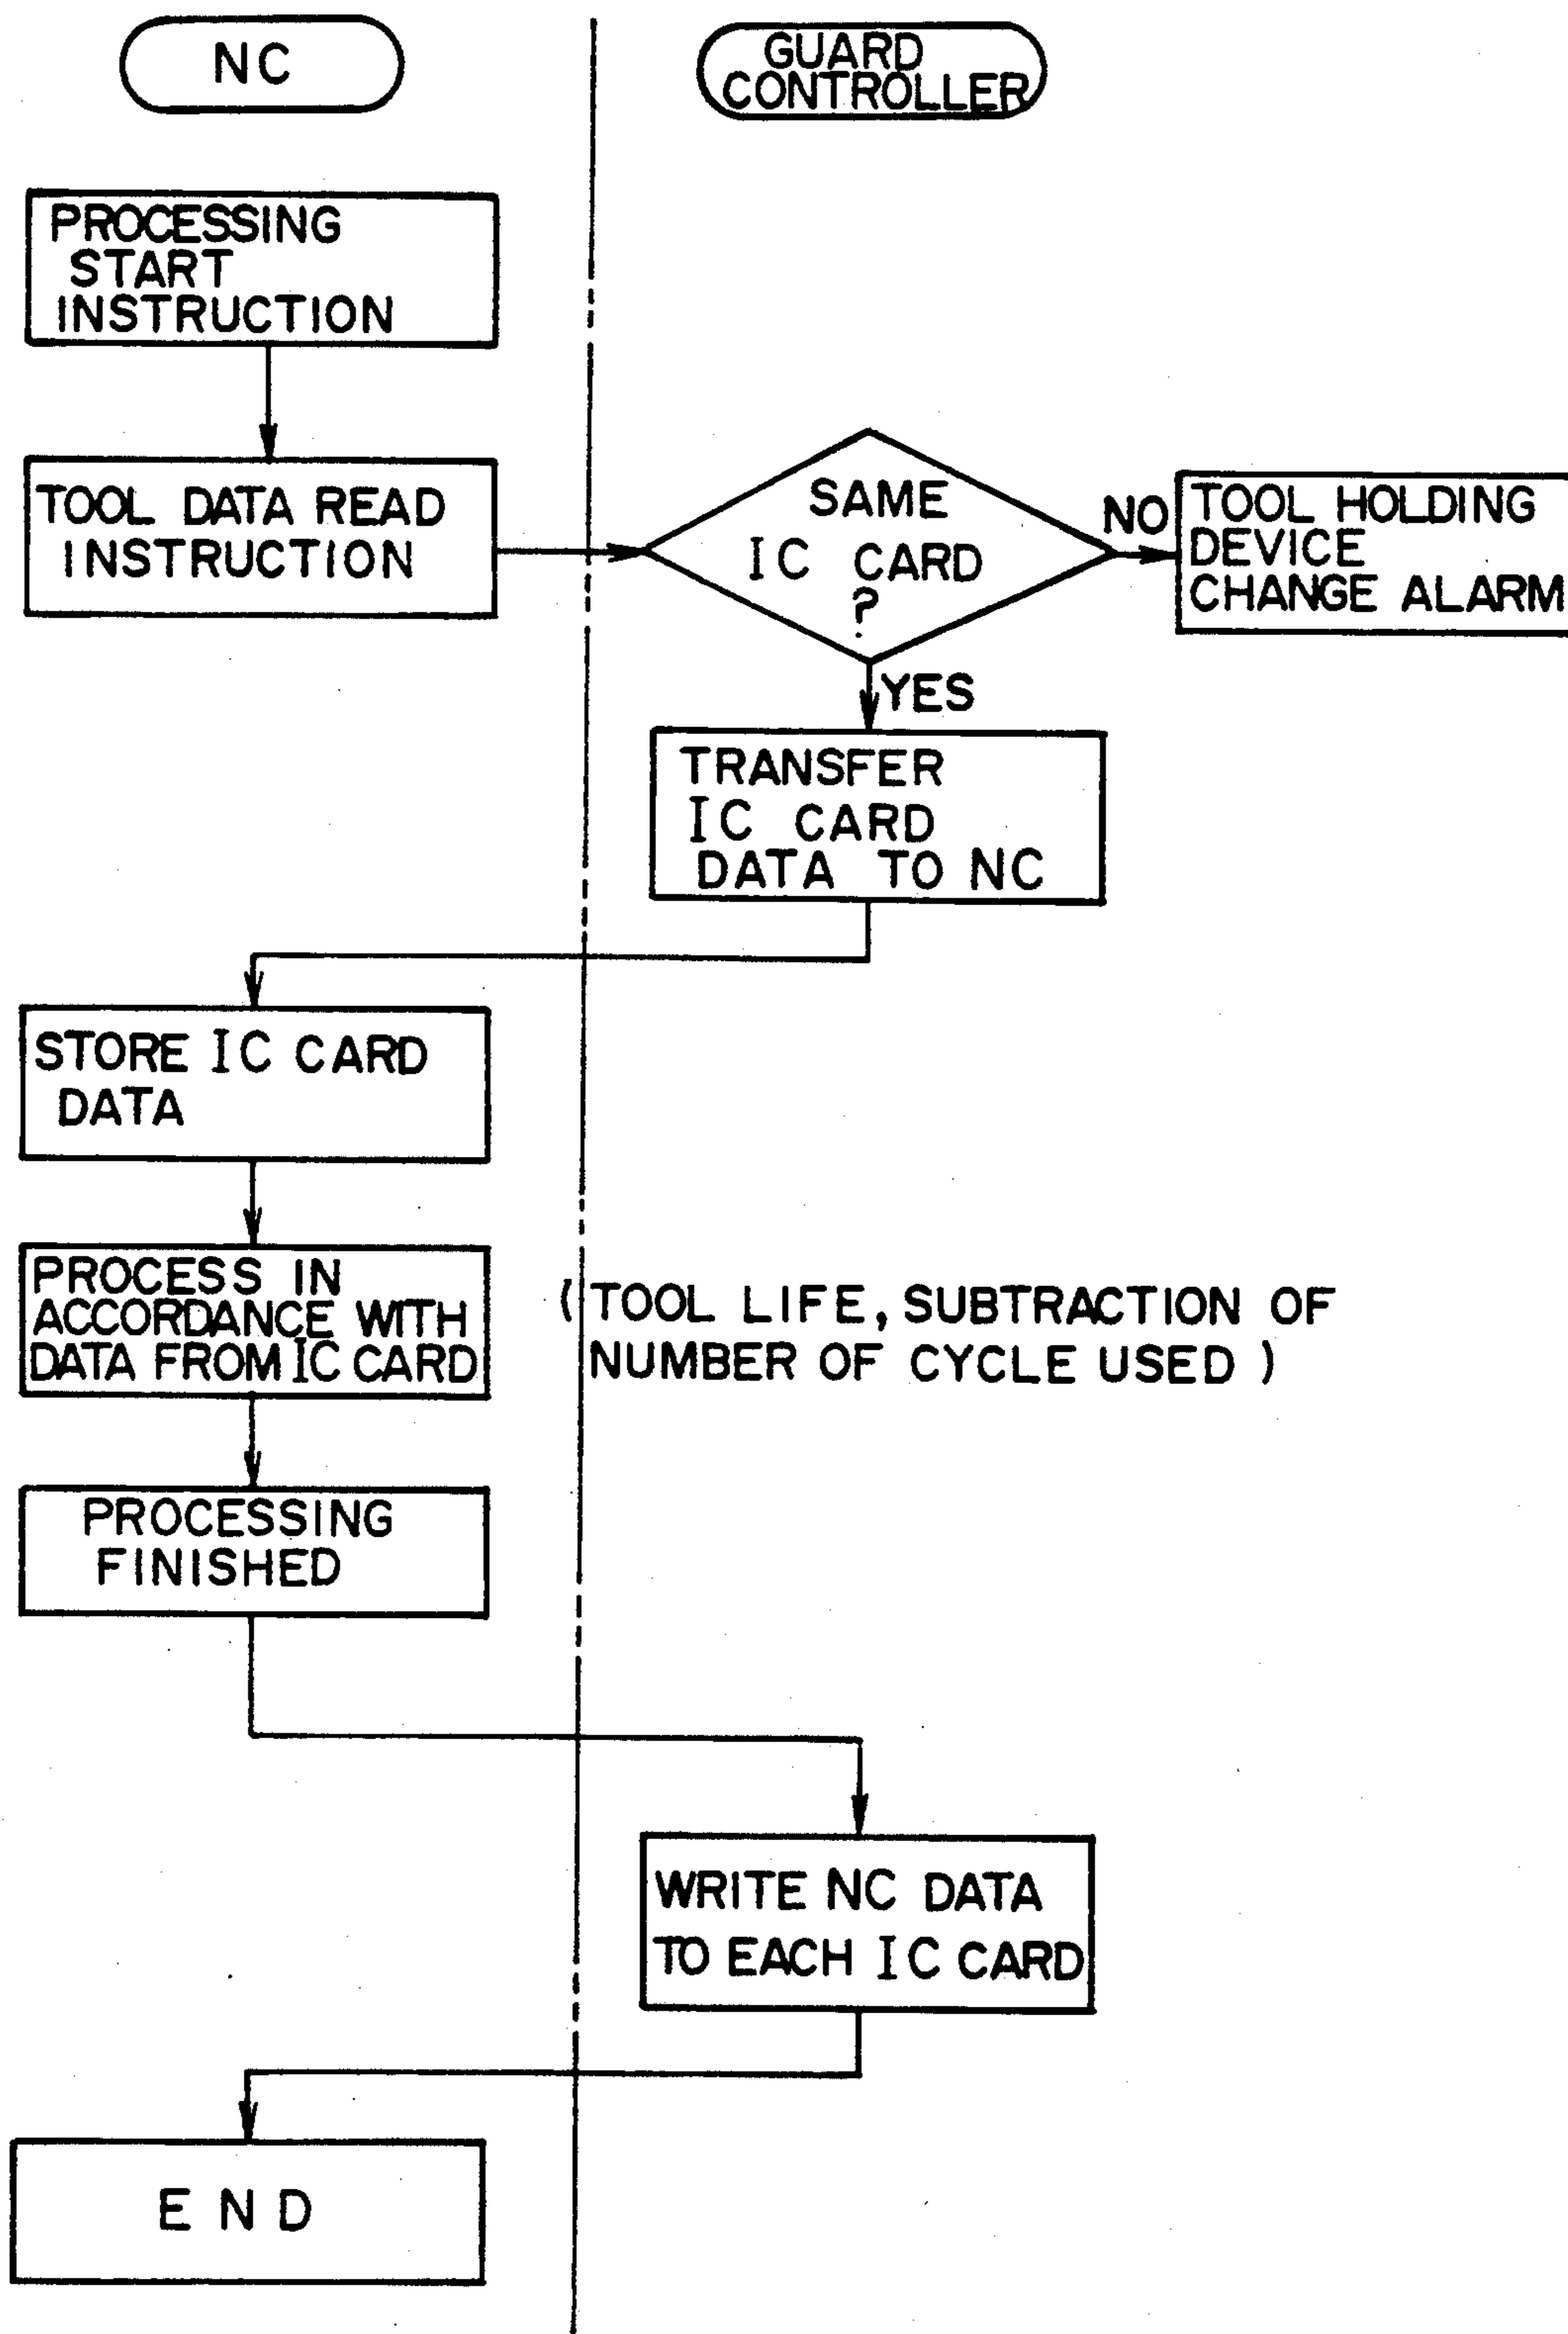 NC
GUARD
CONTROLLER
PROCESSING
START
INSTRUCTION
TOOL DATA READ
INSTRUCTION
SAME
IC CARD
?
NO
TOOL HOLDING
DEVICE
CHANGE ALARM
YES
TRANSFER
IC CARD
DATA TO NC
STORE IC CARD
DATA
PROCESS IN
ACCORDANCE WITH
DATA FROM IC CARD
(TOOL LIFE, SUBTRACTION OF
NUMBER OF CYCLE USED)
PROCESSING
FINISHED
WRITE NC DATA
TO EACH IC CARD
END